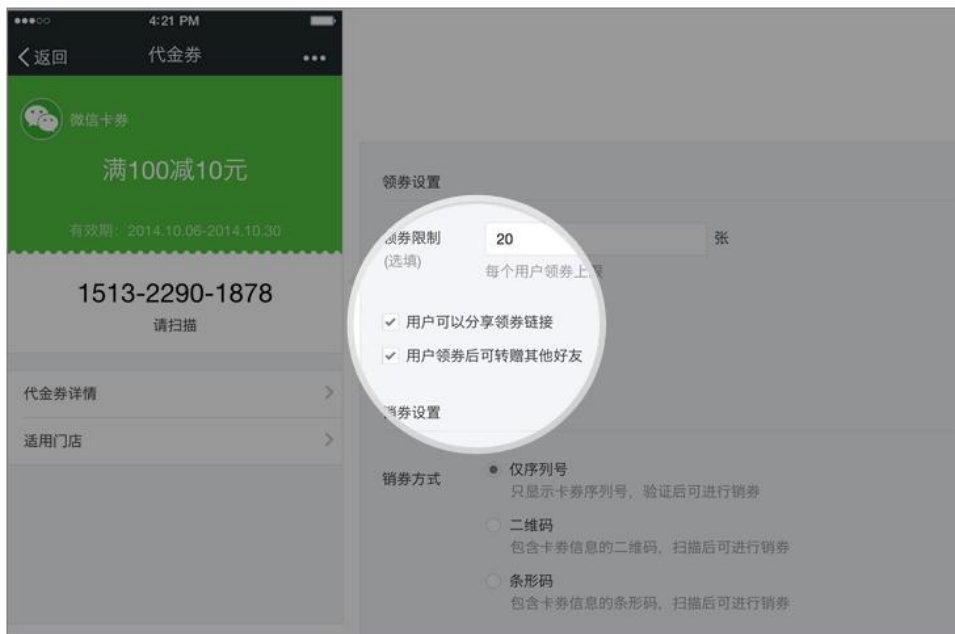 4:21 PM
返回
代金券
微信卡券
满100减10元
有效期：2014.10.06-2014.10.30
1513-2290-1878
请扫描
代金券详情
适用门店
领券设置
领券限制
20
张
(选填)
每个用户领券上限
用户可以分享领券链接
用户领券后可转赠其他好友
销券设置
销券方式
仅序列号
只显示卡券序列号，验证后可进行销券
二维码
包含卡券信息的二维码，扫描后可进行销券
条形码
包含卡券信息的条形码，扫描后可进行销券